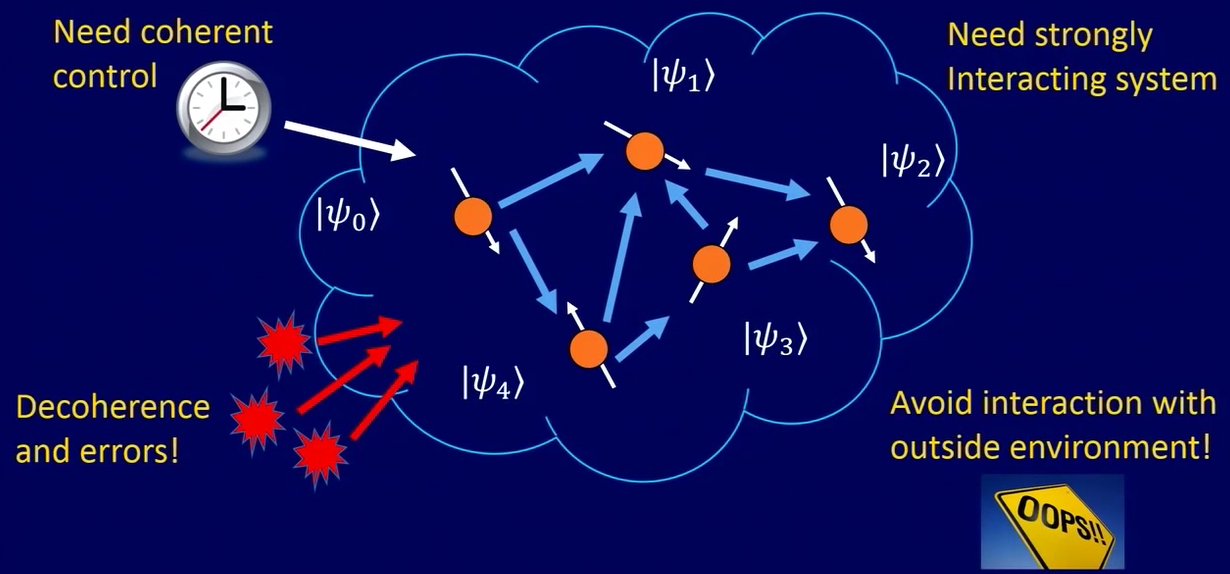 Need coherent
control
Need strongly
Interacting system
|ψ₁⟩
|ψ₂⟩
|ψ₀⟩
|ψ₃⟩
|ψ₄⟩
Decoherence
and errors!
Avoid interaction with
outside environment!
OOPS!!